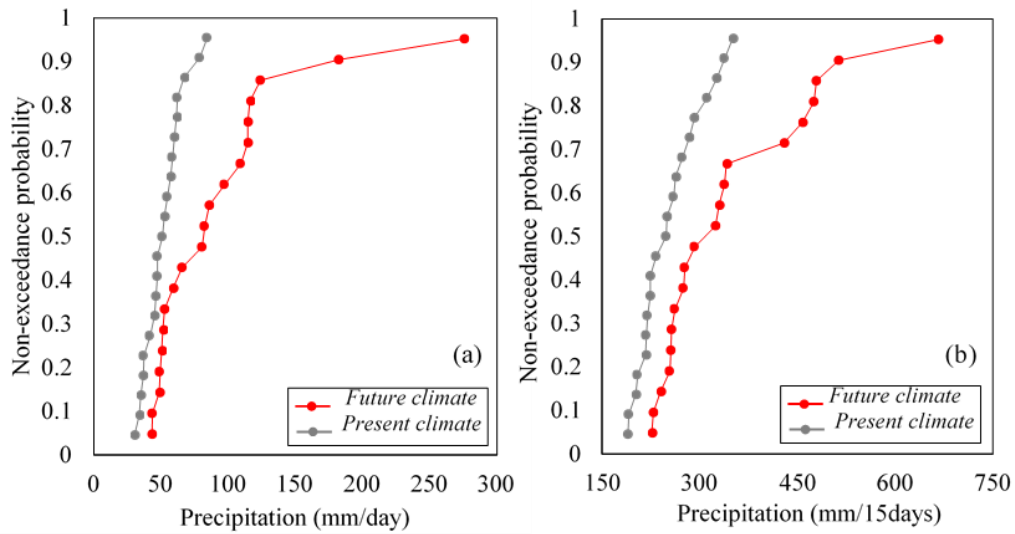 Non-exceedance probability
1
0.9
0.8
0.7
0.6
0.5
0.4
0.3
0.2
0.1
0
(a)
Future climate
Present climate
0 50 100 150 200 250 300
Precipitation (mm/day)
Non-exceedance probability
1
0.9
0.8
0.7
0.6
0.5
0.4
0.3
0.2
0.1
0
(b)
Future climate
Present climate
150 300 450 600 750
Precipitation (mm/15days)